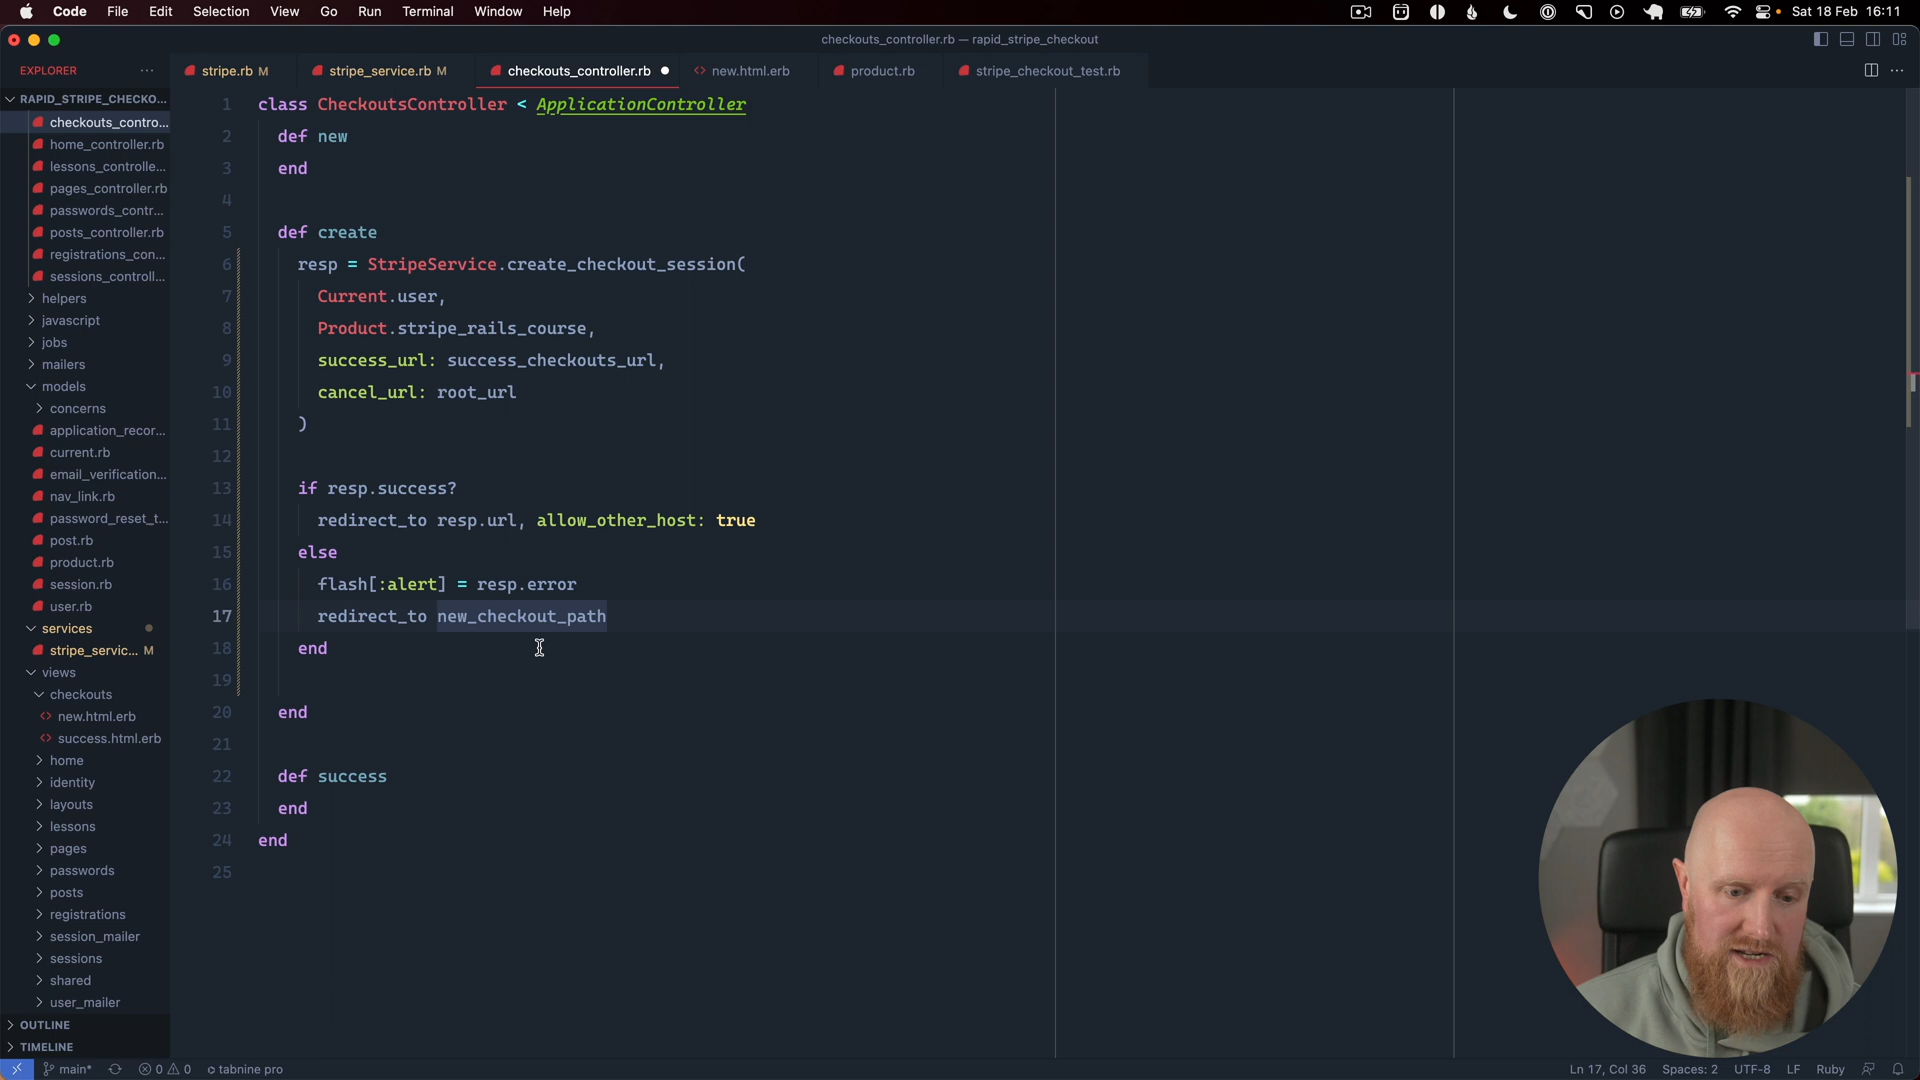 Code File Edit Selection View Go Run Terminal Window Help
Sat 18 Feb 16:11
checkouts_controller.rb — rapid_stripe_checkout
EXPLORER ···
stripe.rb M
stripe_service.rb M
checkouts_controller.rb
new.html.erb
product.rb
stripe_checkout_test.rb
RAPID_STRIPE_CHECKO...
checkouts_contro...
home_controller.rb
lessons_controlle...
pages_controller.rb
passwords_contr...
posts_controller.rb
registrations_con...
sessions_controll...
helpers
javascript
jobs
mailers
models
concerns
application_recor...
current.rb
email_verification...
nav_link.rb
password_reset_t...
post.rb
product.rb
session.rb
user.rb
services
stripe_servic... M
views
checkouts
new.html.erb
success.html.erb
home
identity
layouts
lessons
pages
passwords
posts
registrations
session_mailer
sessions
shared
user_mailer
OUTLINE
TIMELINE
1 class CheckoutsController < ApplicationController
2 def new
3 end
4
5 def create
6 resp = StripeService.create_checkout_session(
7 Current.user,
8 Product.stripe_rails_course,
9 success_url: success_checkouts_url,
10 cancel_url: root_url
11 )
12
13 if resp.success?
14 redirect_to resp.url, allow_other_host: true
15 else
16 flash[:alert] = resp.error
17 redirect_to new_checkout_path
18 end
19
20 end
21
22 def success
23 end
24 end
25
main* 0 0 tabnine pro
Ln 17, Col 36 Spaces: 2 UTF-8 LF Ruby